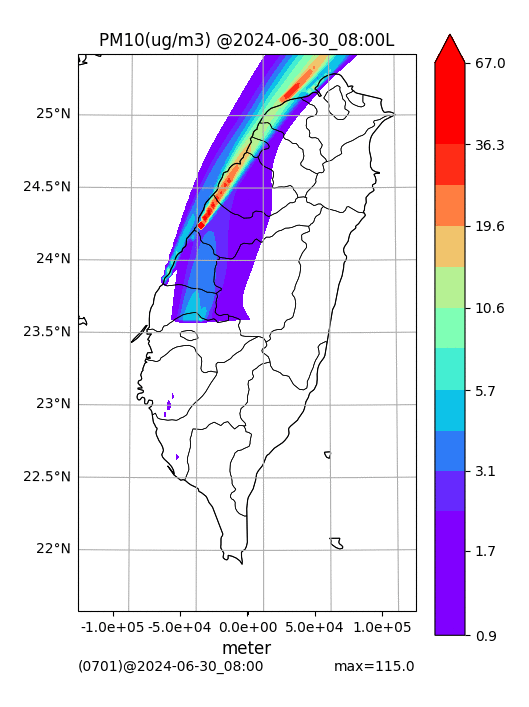 PM10(ug/m3) @2024-06-30_08:00L
67.0
25°N
36.3
24.5°N
19.6
24°N
10.6
23.5°N
5.7
23°N
3.1
22.5°N
1.7
22°N
0.9
-1.0e+05 -5.0e+04 0.0e+00 5.0e+04 1.0e+05
meter
(0701)@2024-06-30_08:00 max=115.0